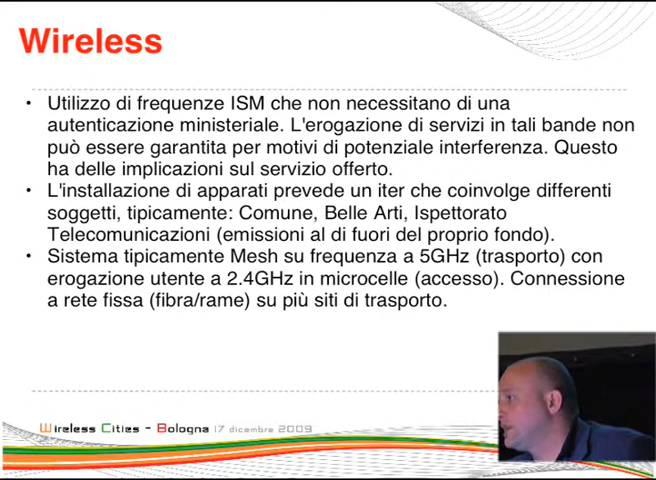 Wireless
• Utilizzo di frequenze ISM che non necessitano di una
autenticazione ministeriale. L'erogazione di servizi in tali bande non
può essere garantita per motivi di potenziale interferenza. Questo
ha delle implicazioni sul servizio offerto.
• L'installazione di apparati prevede un iter che coinvolge differenti
soggetti, tipicamente: Comune, Belle Arti, Ispettorato
Telecomunicazioni (emissioni al di fuori del proprio fondo).
• Sistema tipicamente Mesh su frequenza a 5GHz (trasporto) con
erogazione utente a 2.4GHz in microcelle (accesso). Connessione
a rete fissa (fibra/rame) su più siti di trasporto.
Wireless Cities - Bologna 17 dicembre 2009